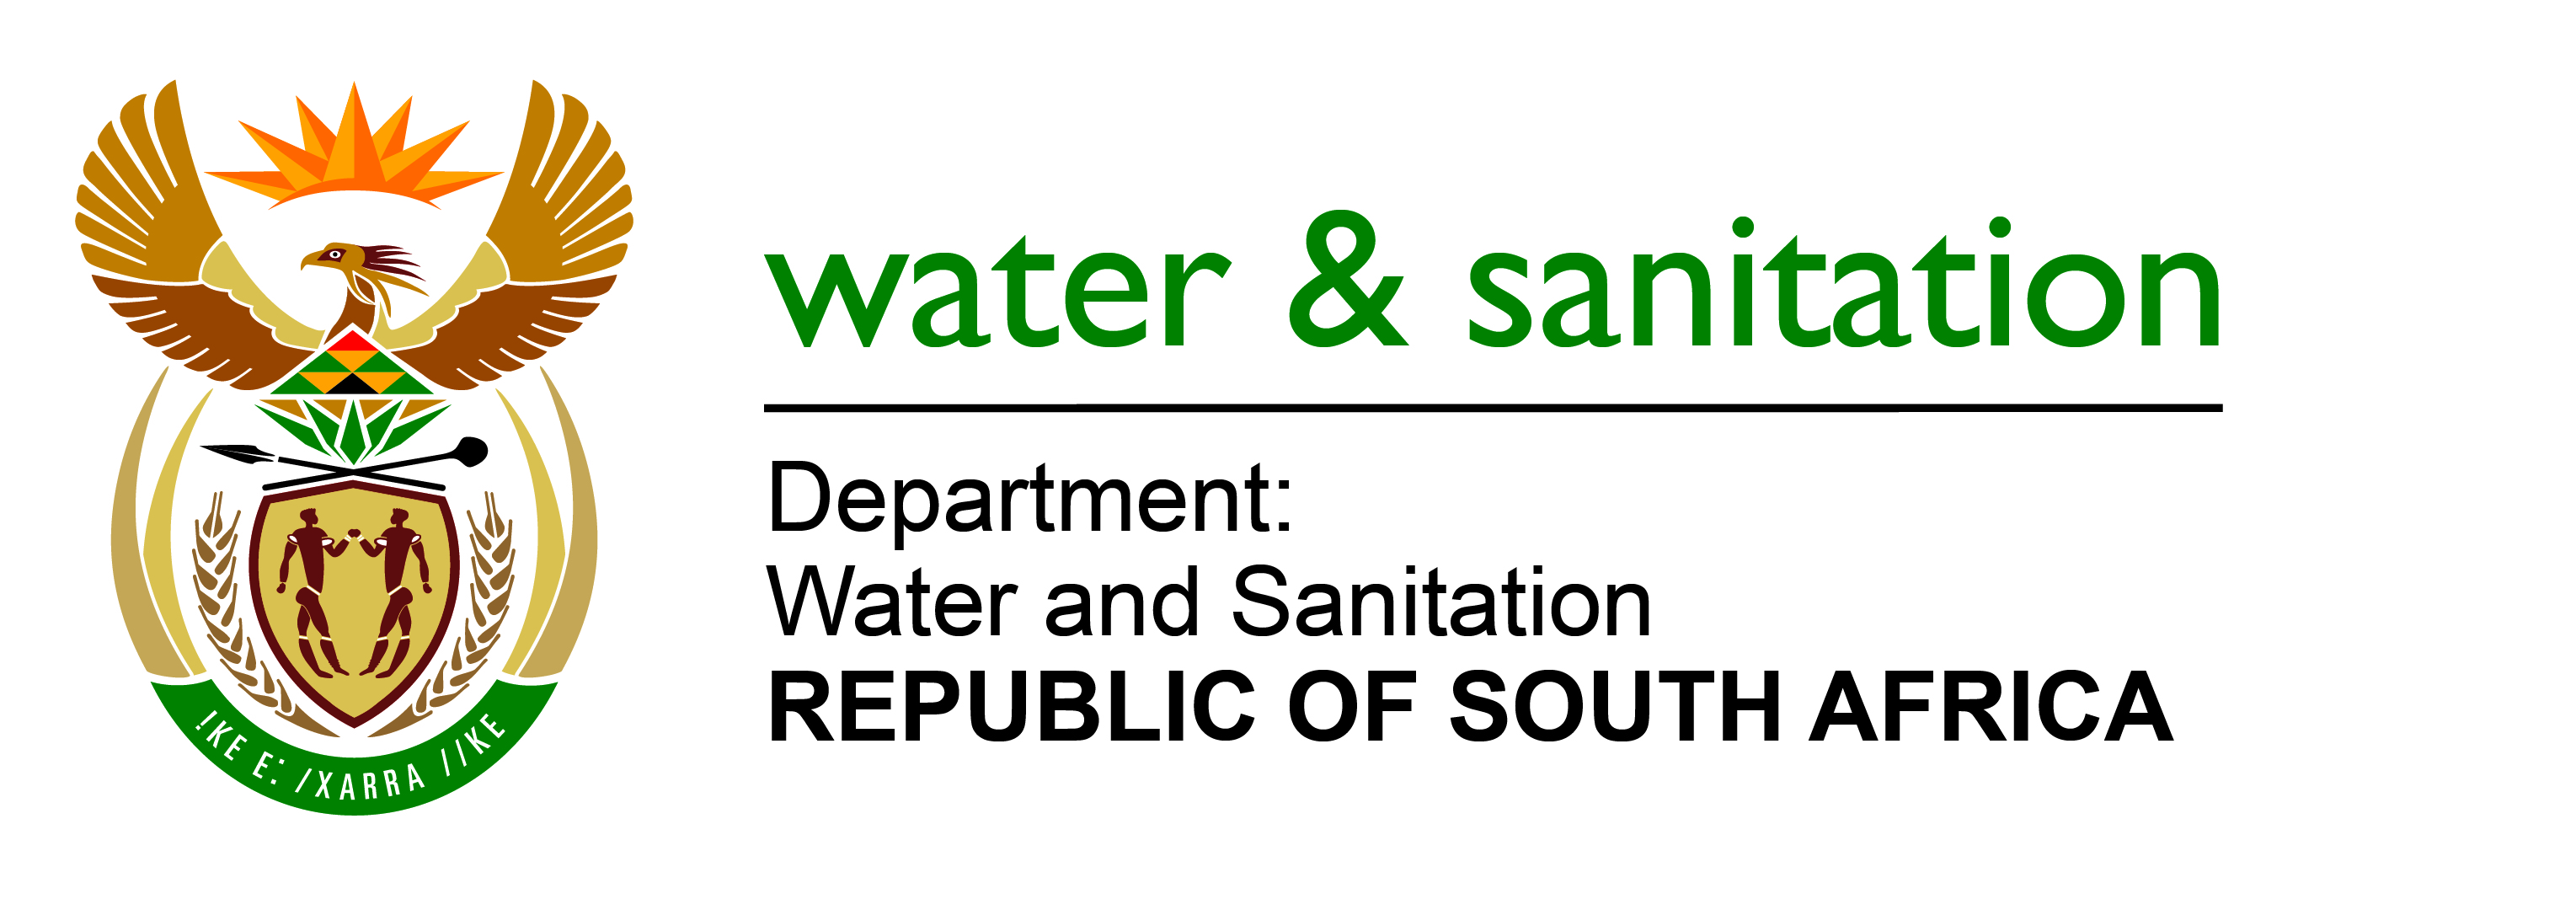 water & sanitation
Department:
Water and Sanitation
REPUBLIC OF SOUTH AFRICA
!KE E: /XARRA //KE